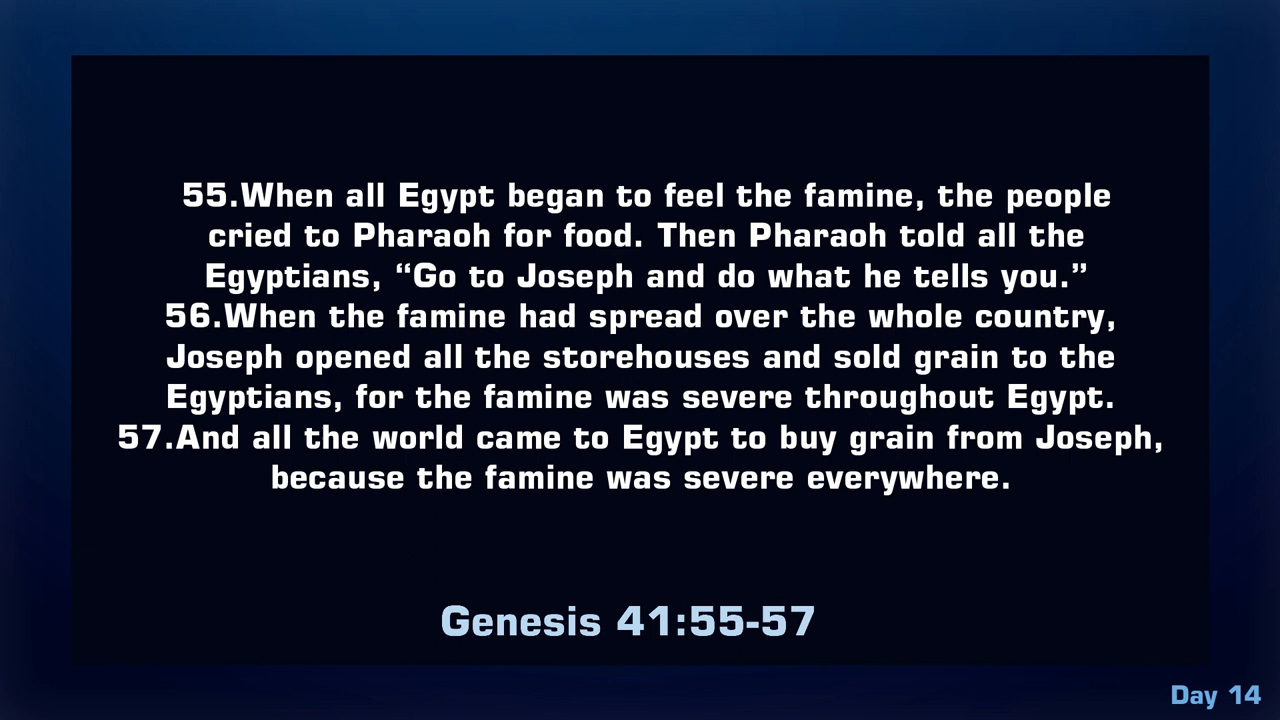 55.When all Egypt began to feel the famine, the people
cried to Pharaoh for food. Then Pharaoh told all the
Egyptians, “Go to Joseph and do what he tells you.”
56.When the famine had spread over the whole country,
Joseph opened all the storehouses and sold grain to the
Egyptians, for the famine was severe throughout Egypt.
57.And all the world came to Egypt to buy grain from Joseph,
because the famine was severe everywhere.
Genesis 41:55-57
Day 14